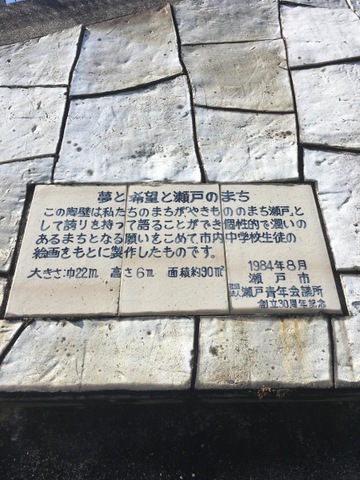 夢と希望と瀬戸のまち
この陶壁は私たちのまちが「やきもののまち瀬戸」と
して誇りを持って語ることができ個性的で潤いの
あるまちとなる願いをこめて市内中学校生徒の
絵画をもとに製作したものです。
大きさ:巾22m 高さ6m 面積約90m²
1984年8月
瀬戸市
社団法人瀬戸青年会議所
創立30周年記念